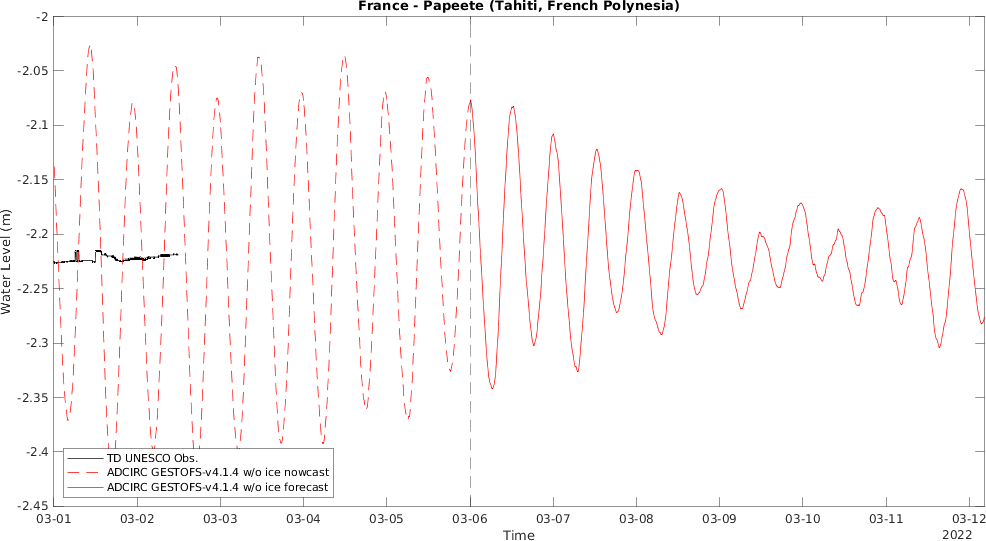 France - Papeete (Tahiti, French Polynesia)
-2
-2.05
-2.1
-2.15
-2.2
-2.25
-2.3
-2.35
-2.4
-2.45
Water Level (m)
TD UNESCO Obs.
ADCIRC GESTOFS-v4.1.4 w/o ice nowcast
ADCIRC GESTOFS-v4.1.4 w/o ice forecast
03-01 03-02 03-03 03-04 03-05 03-06 03-07 03-08 03-09 03-10 03-11 03-12
Time
2022